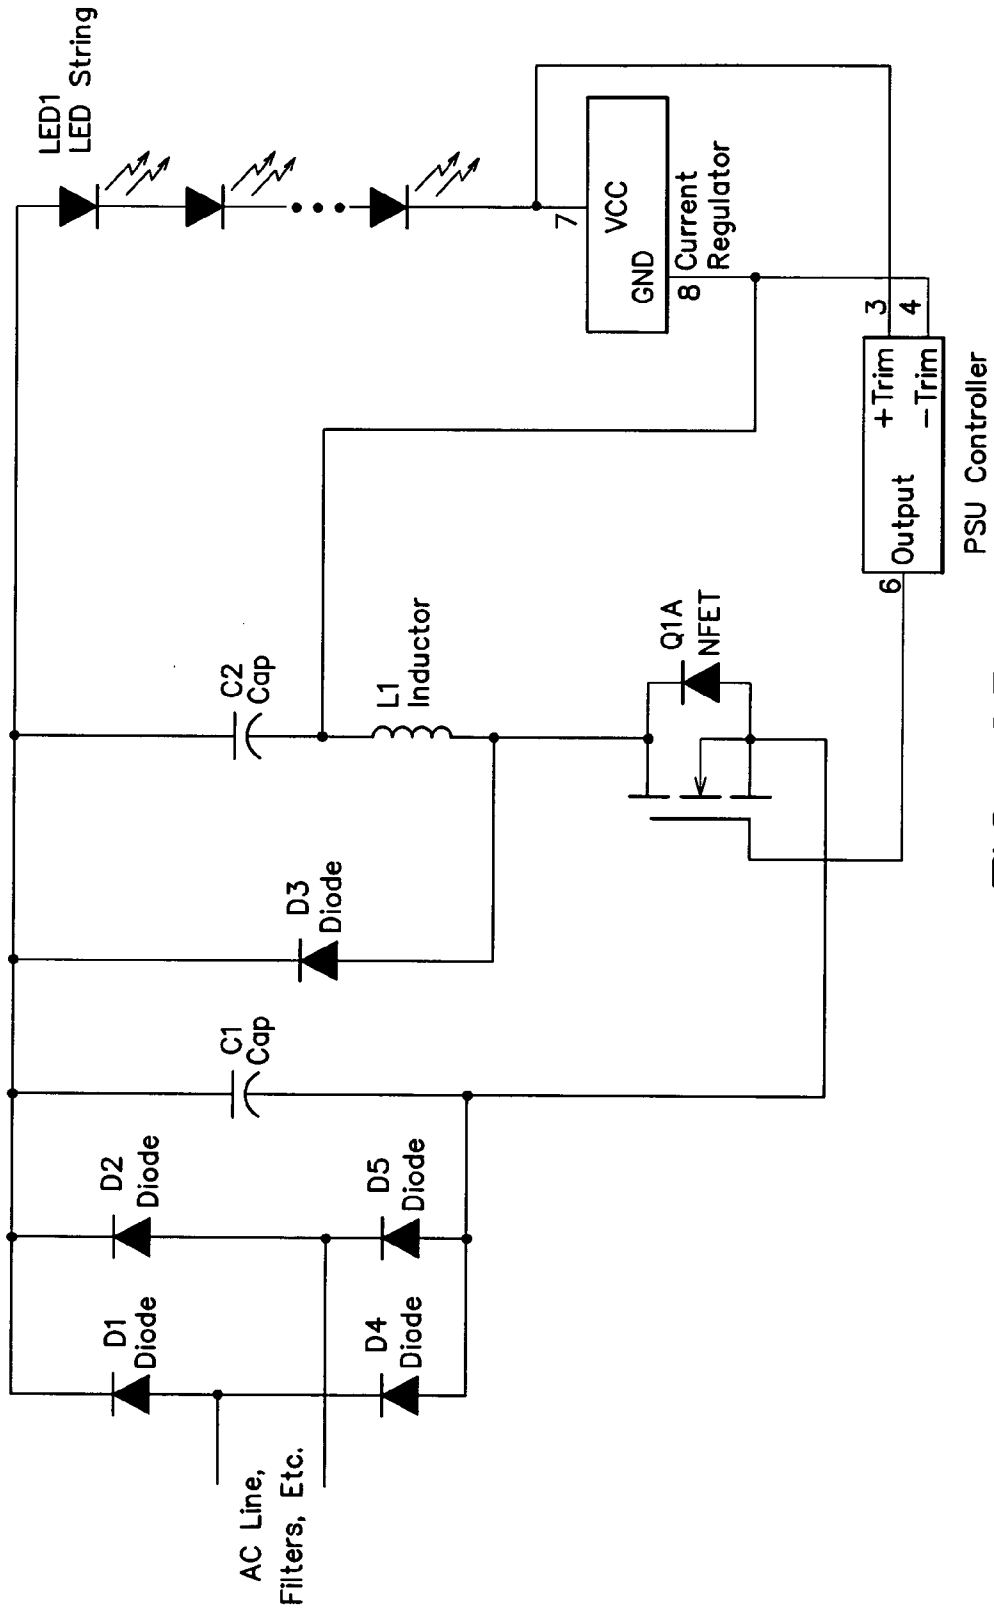 AC Line,
Filters, Etc.
D1
Diode
D2
Diode
D4
Diode
D5
Diode
C1
Cap
D3
Diode
C2
Cap
L1
Inductor
Q1A
NFET
LED1
LED String
7
VCC
GND
8
Current
Regulator
3
4
+Trim
−Trim
Output
6
PSU Controller